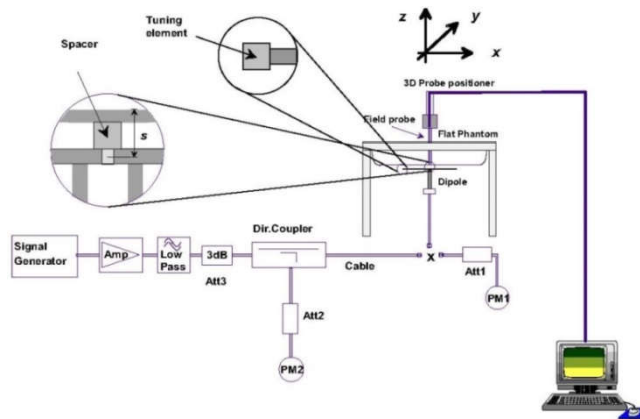 Tuning
element
Spacer
s
z
y
x
3D Probe positioner
Field probe
Flat Phantom
Dipole
Signal
Generator
Amp
Low
Pass
3dB
Att3
Dir.Coupler
Cable
x
Att1
PM1
Att2
PM2